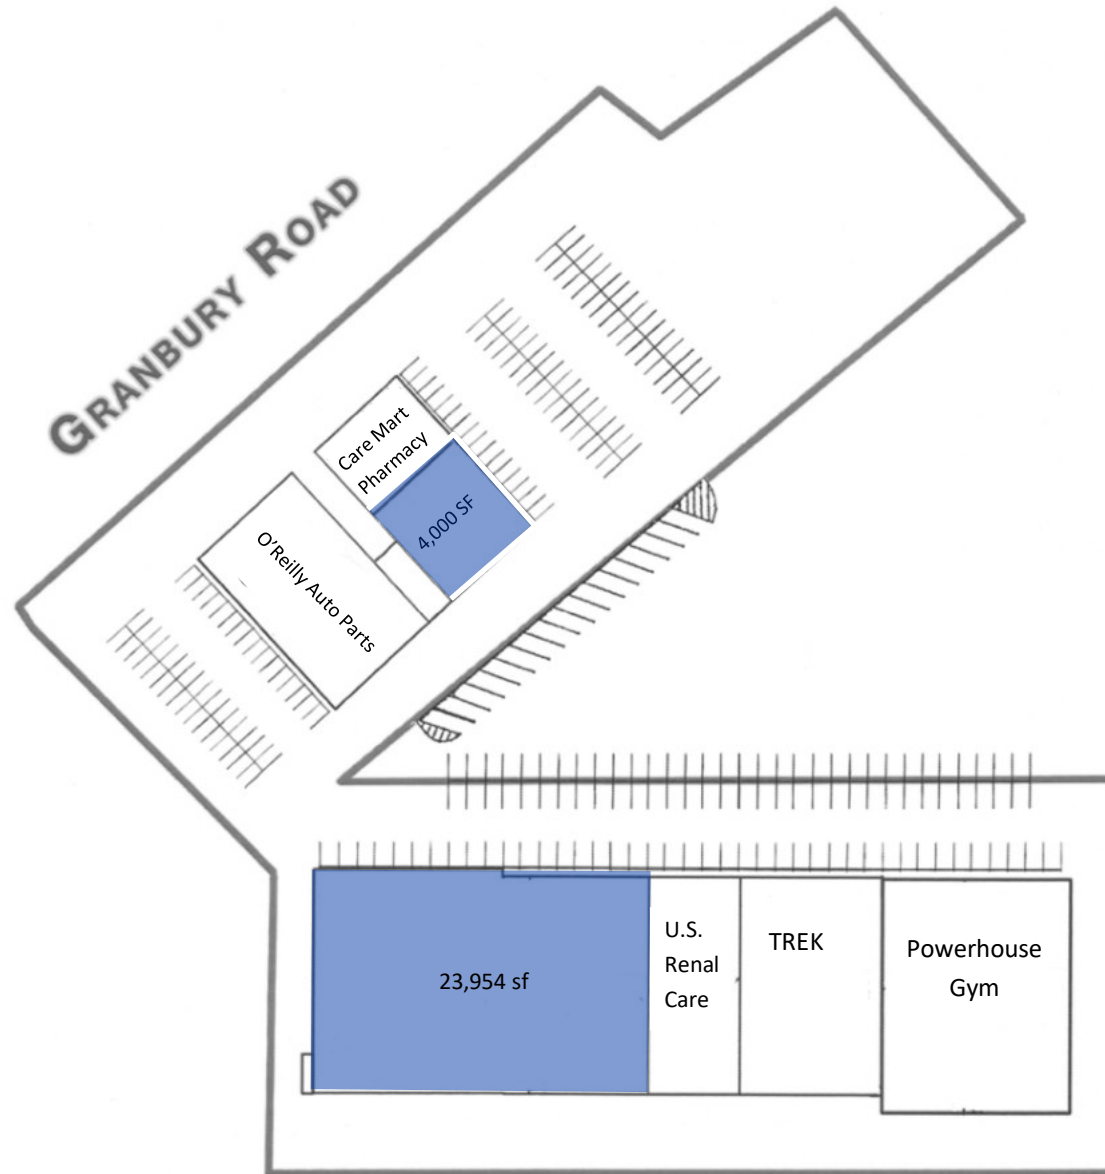 GRANBURY ROAD
Care Mart
Pharmacy
4,000 SF
O'Reilly Auto Parts
23,954 sf
U.S.
Renal
Care
TREK
Powerhouse
Gym